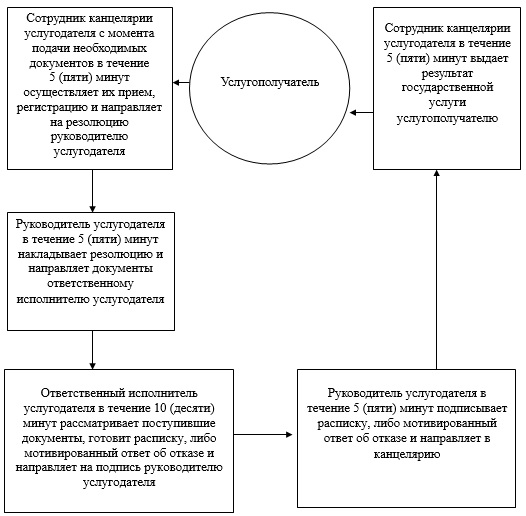 Сотрудник канцелярии
услугодателя с момента
подачи необходимых
документов в течение
5 (пяти) минут
осуществляет их прием,
регистрацию и направляет
на резолюцию
руководителю
услугодателя
Услугополучатель
Сотрудник канцелярии
услугодателя в течение
5 (пяти) минут выдает
результат
государственной
услуги
услугополучателю
Руководитель услугодателя
в течение 5 (пяти) минут
накладывает резолюцию и
направляет документы
ответственному
исполнителю услугодателя
Ответственный исполнитель
услугодателя в течение 10 (десяти)
минут рассматривает поступившие
документы, готовит расписку, либо
мотивированный ответ об отказе и
направляет на подпись руководителю
услугодателя
Руководитель услугодателя в
течение 5 (пяти) минут подписывает
расписку, либо мотивированный
ответ об отказе и направляет в
канцелярию